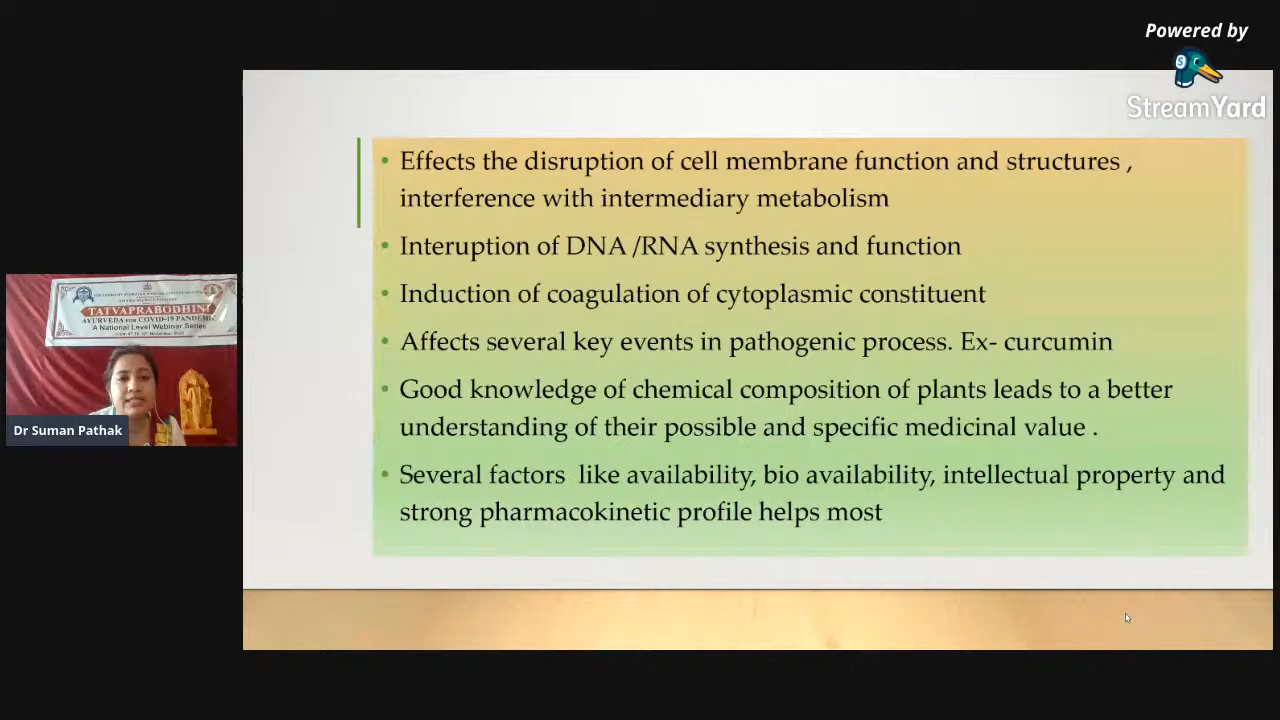 Powered by
StreamYard
• Effects the disruption of cell membrane function and structures ,
interference with intermediary metabolism
• Interuption of DNA /RNA synthesis and function
• Induction of coagulation of cytoplasmic constituent
• Affects several key events in pathogenic process. Ex- curcumin
• Good knowledge of chemical composition of plants leads to a better
understanding of their possible and specific medicinal value .
• Several factors like availability, bio availability, intellectual property and
strong pharmacokinetic profile helps most
TATVAPRABODHINI
AYURVEDA FOR COVID-19 PANDEMIC
A National Level Webinar Series
Dr Suman Pathak